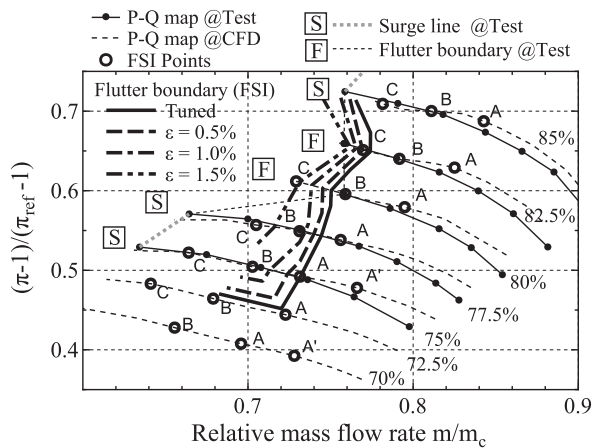 P-Q map @Test
P-Q map @CFD
FSI Points
S Surge line @Test
F Flutter boundary @Test
Flutter boundary (FSI)
Tuned
ε = 0.5%
ε = 1.0%
ε = 1.5%
S
C
B
A
85%
F
C
B
A
82.5%
F
C
B
A
80%
S
C
B
A
77.5%
S
C
B
A
A'
75%
C
B
A
72.5%
B
A
A'
70%
0.7
0.6
0.5
0.4
(π-1)/(πref-1)
0.7
0.8
0.9
Relative mass flow rate m/mc